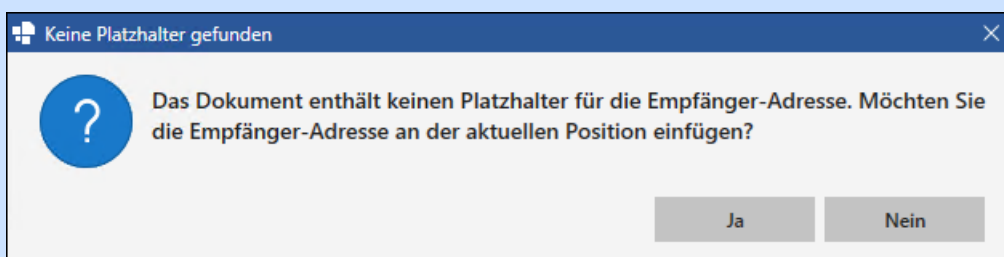 Keine Platzhalter gefunden
Das Dokument enthält keinen Platzhalter für die Empfänger-Adresse. Möchten Sie
die Empfänger-Adresse an der aktuellen Position einfügen?
Ja
Nein